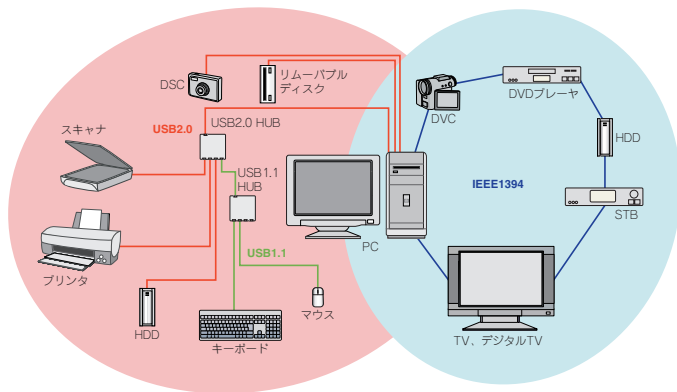 DSC
リムーバブル
ディスク
DVC
DVDプレーヤ
スキャナ
USB2.0
USB2.0 HUB
HDD
USB1.1
HUB
IEEE1394
STB
PC
プリンタ
USB1.1
マウス
HDD
キーボード
TV、デジタルTV